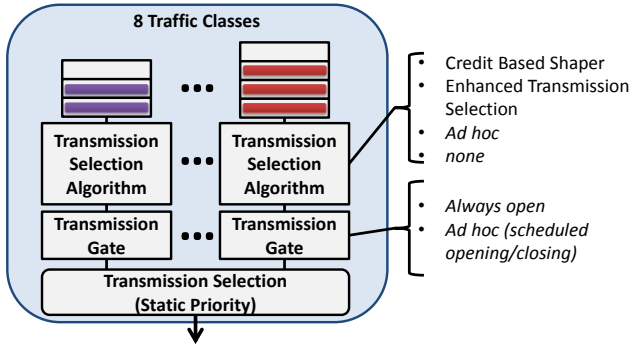 8 Traffic Classes
Transmission
Selection
Algorithm
Transmission
Selection
Algorithm
Transmission
Gate
Transmission
Gate
Transmission Selection
(Static Priority)
• Credit Based Shaper
• Enhanced Transmission
Selection
• Ad hoc
• none
• Always open
• Ad hoc (scheduled
opening/closing)